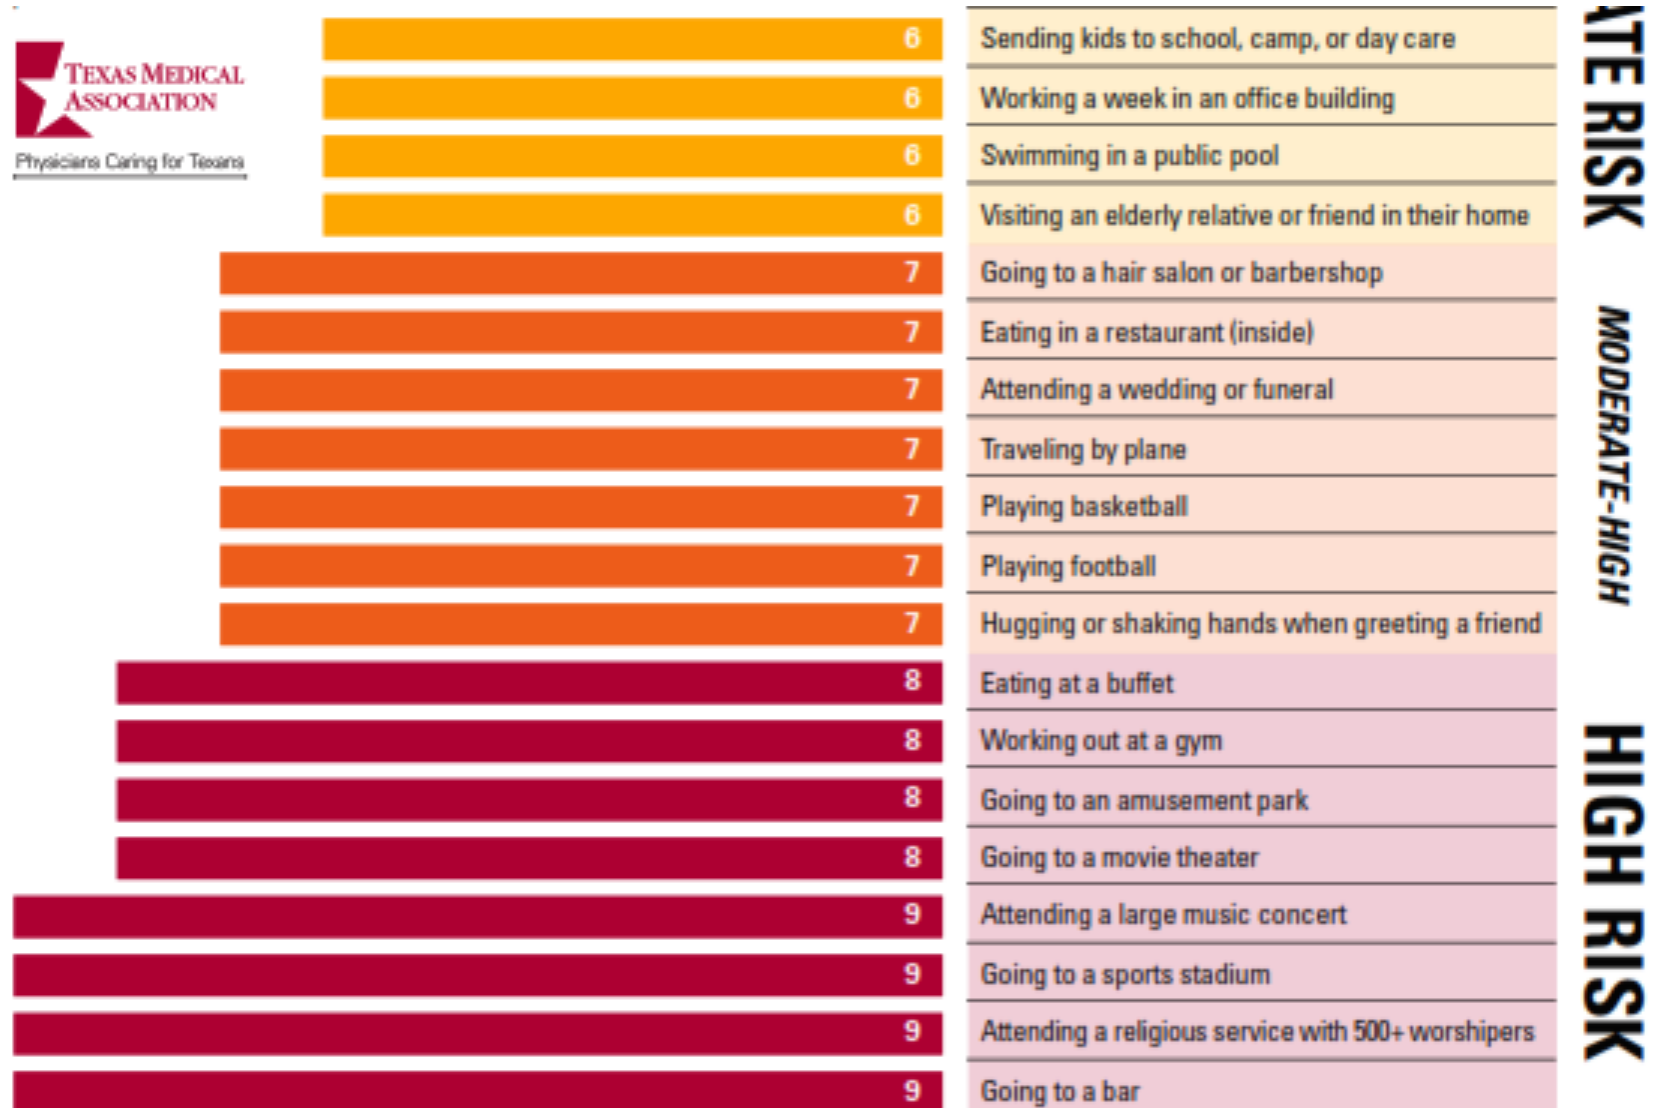 TEXAS MEDICAL
ASSOCIATION
Physicians Caring for Texans
6 Sending kids to school, camp, or day care
6 Working a week in an office building
6 Swimming in a public pool
6 Visiting an elderly relative or friend in their home
7 Going to a hair salon or barbershop
7 Eating in a restaurant (inside)
7 Attending a wedding or funeral
7 Traveling by plane
7 Playing basketball
7 Playing football
7 Hugging or shaking hands when greeting a friend
8 Eating at a buffet
8 Working out at a gym
8 Going to an amusement park
8 Going to a movie theater
9 Attending a large music concert
9 Going to a sports stadium
9 Attending a religious service with 500+ worshipers
9 Going to a bar
ATE RISK
MODERATE-HIGH
HIGH RISK